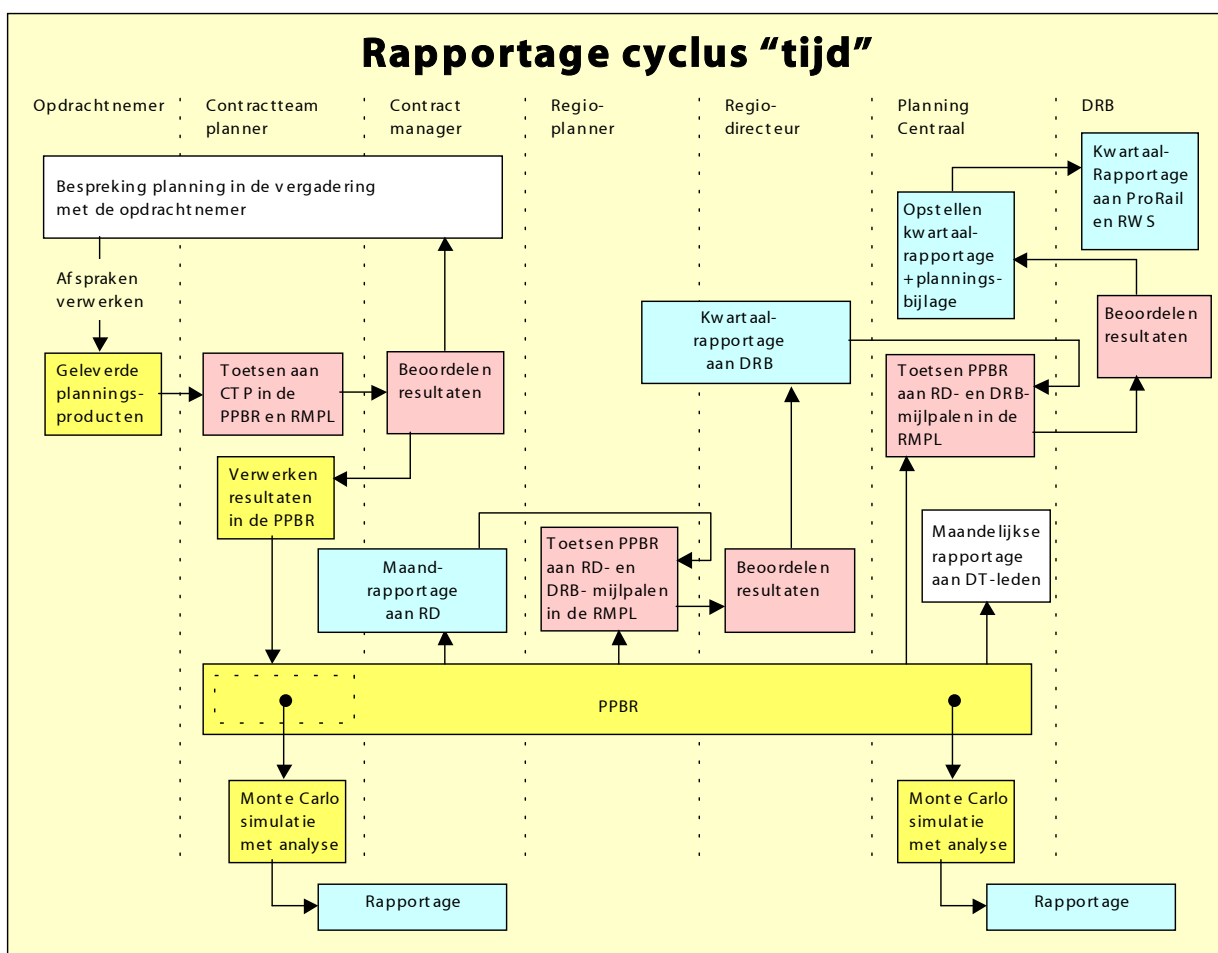 Rapportage cyclus “tijd”
Opdrachtnemer
Contractteam
planner
Contract
manager
Regio-
planner
Regio-
directeur
Planning
Centraal
DRB
Bespreking planning in de vergadering
met de opdrachtnemer
Kwartaal-
Rapportage
aan ProRail
en RWS
Opstellen
kwartaal-
rapportage
+plannings-
bijlage
Afspraken
verwerken
Kwartaal-
rapportage
aan DRB
Beoordelen
resultaten
Geleverde
plannings-
producten
Toetsen aan
CTP in de
PPBR en RMPL
Beoordelen
resultaten
Toetsen PPBR
aan RD- en DRB-
mijlpalen in de
RMPL
Verwerken
resultaten
in de PPBR
Maand-
rapportage
aan RD
Toetsen PPBR
aan RD- en
DRB- mijlpalen
in de RMPL
Beoordelen
resultaten
Maandelijkse
rapportage
aan DT-leden
PPBR
Monte Carlo
simulatie
met analyse
Monte Carlo
simulatie
met analyse
Rapportage
Rapportage